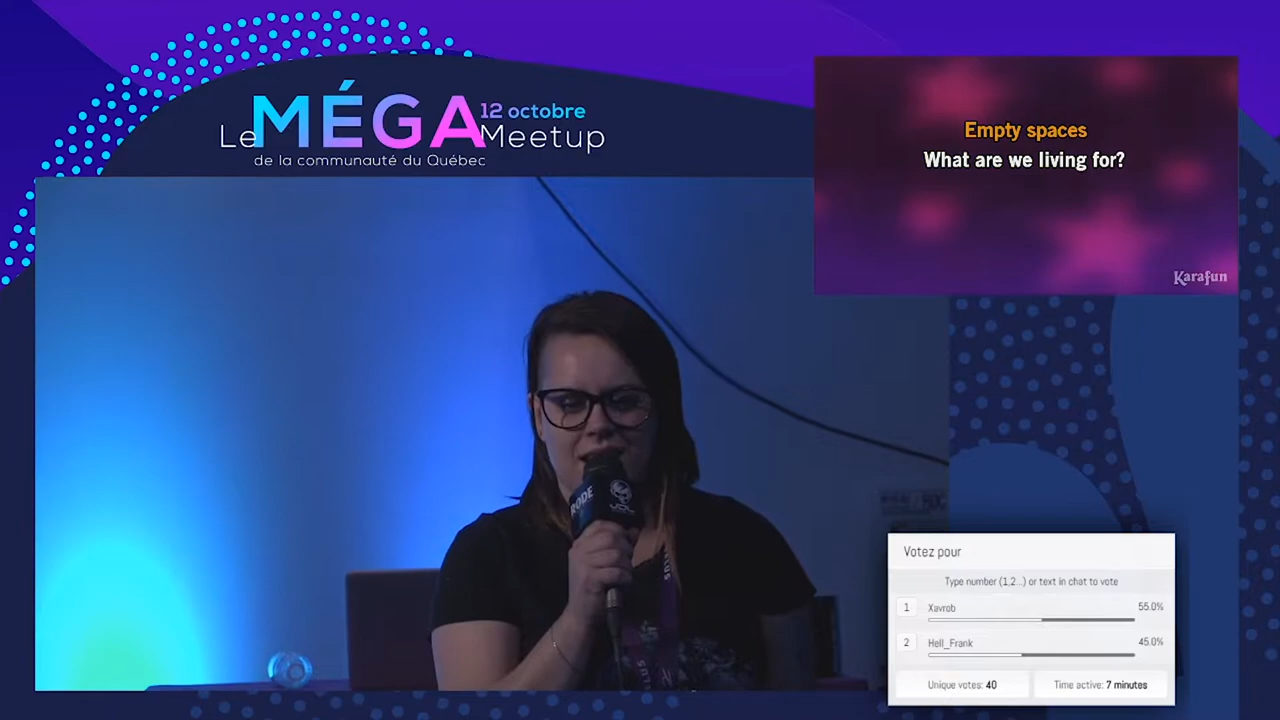 Le MÉGA 12 octobre
Meetup
de la communauté du Québec
Empty spaces
What are we living for?
Karafun
RODE
Votez pour
Type number (1,2...) or text in chat to vote
1 Xavrob 55.0%
2 Hell_Frank 45.0%
Unique votes: 40 Time active: 7 minutes